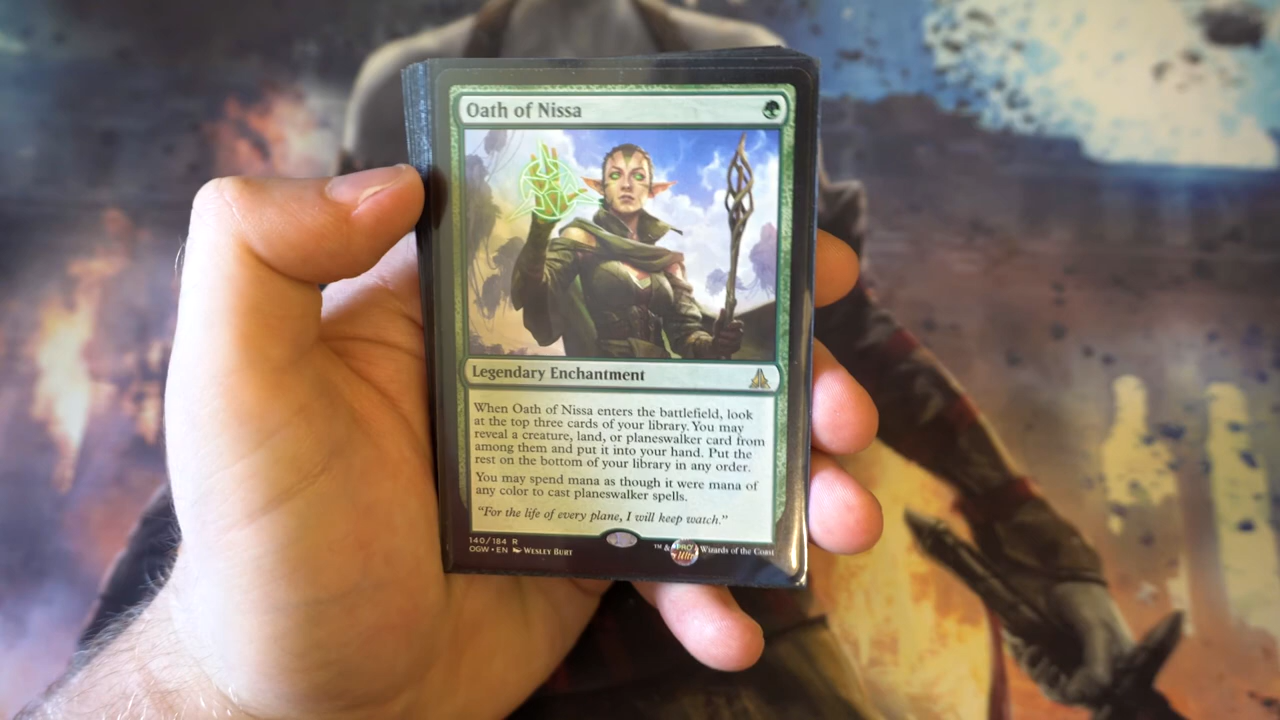 Oath of Nissa
Legendary Enchantment
When Oath of Nissa enters the battlefield, look
at the top three cards of your library. You may
reveal a creature, land, or planeswalker card from
among them and put it into your hand. Put the
rest on the bottom of your library in any order.
You may spend mana as though it were mana of
any color to cast planeswalker spells.
"For the life of every plane, I will keep watch."
140/184 R
OGW • EN Wesley Burt
™ & Wizards of the Coast
PRO